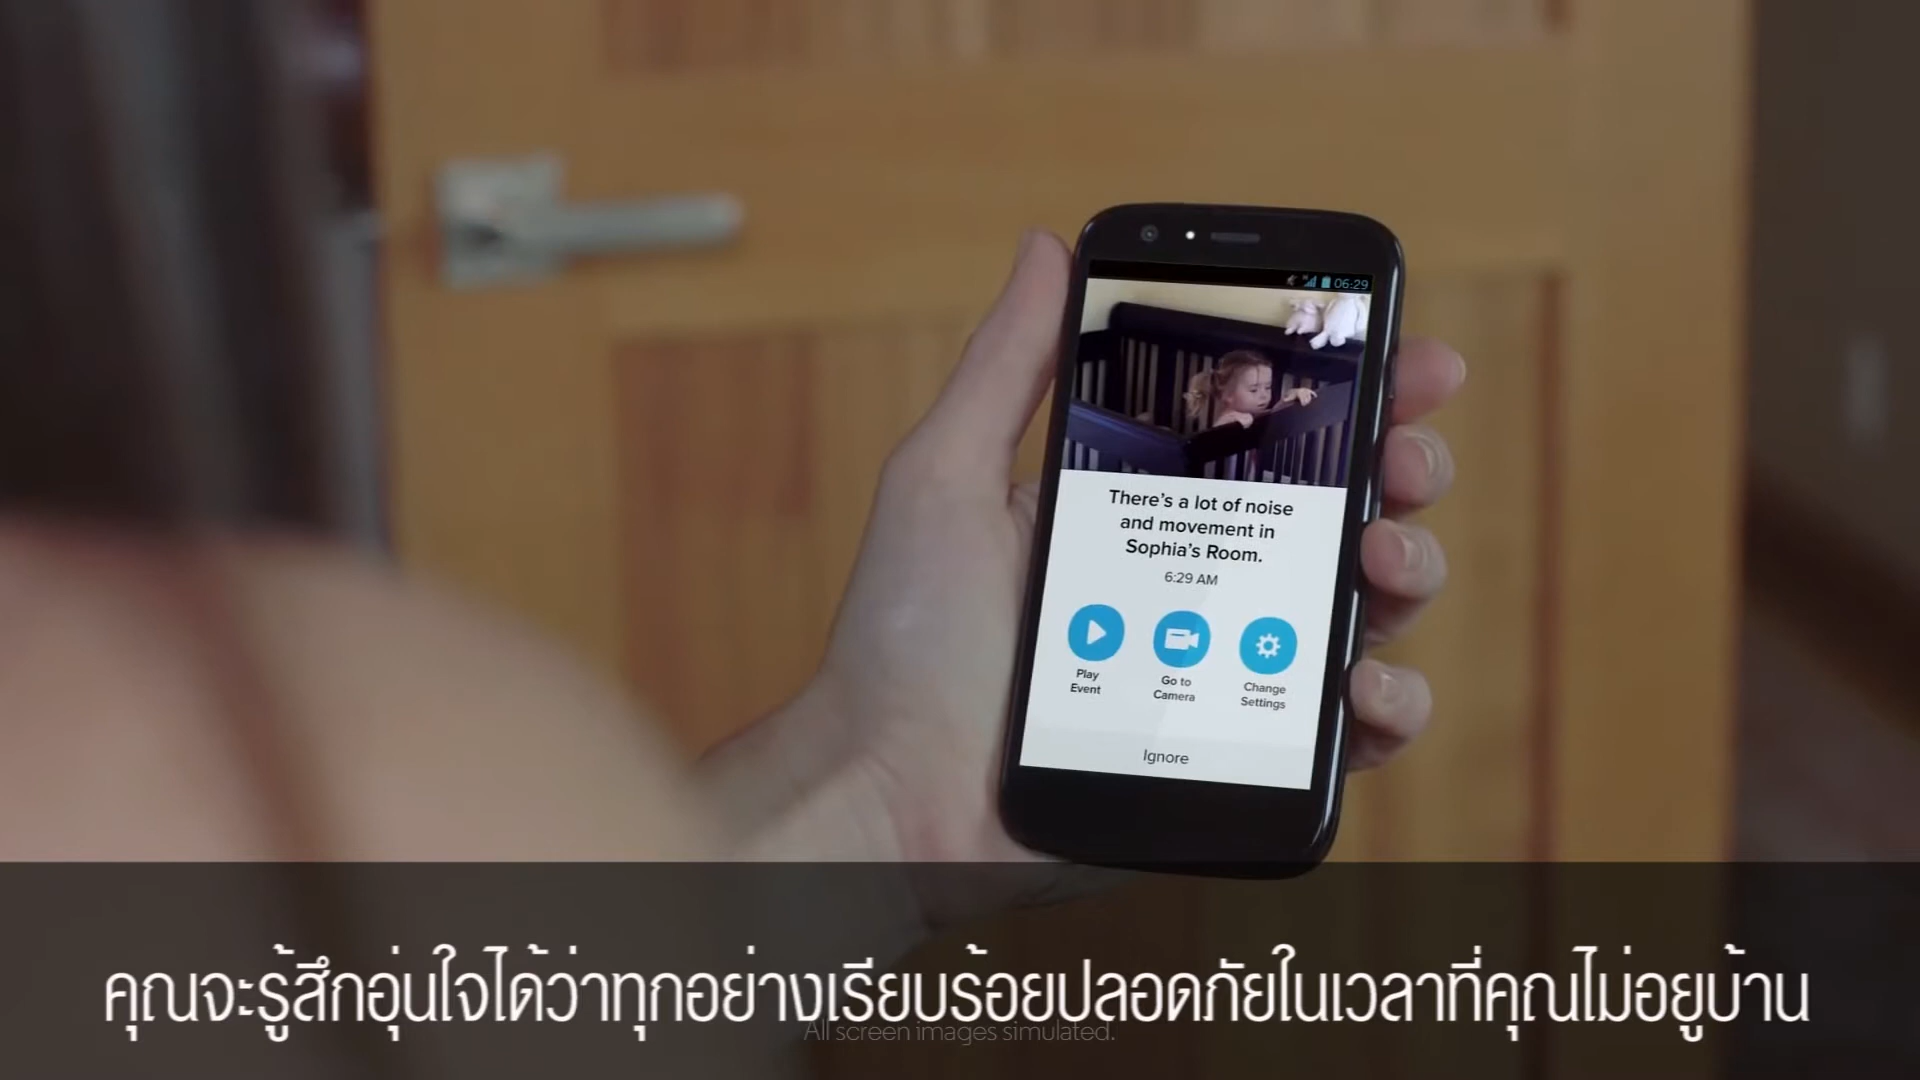 06:29
There's a lot of noise
and movement in
Sophia's Room.
6:29 AM
Play
Event
Go to
Camera
Change
Settings
Ignore
คุณจะรู้สึกอุ่นใจได้ว่าทุกอย่างเรียบร้อยปลอดภัยในเวลาที่คุณไม่อยู่บ้าน
All screen images simulated.